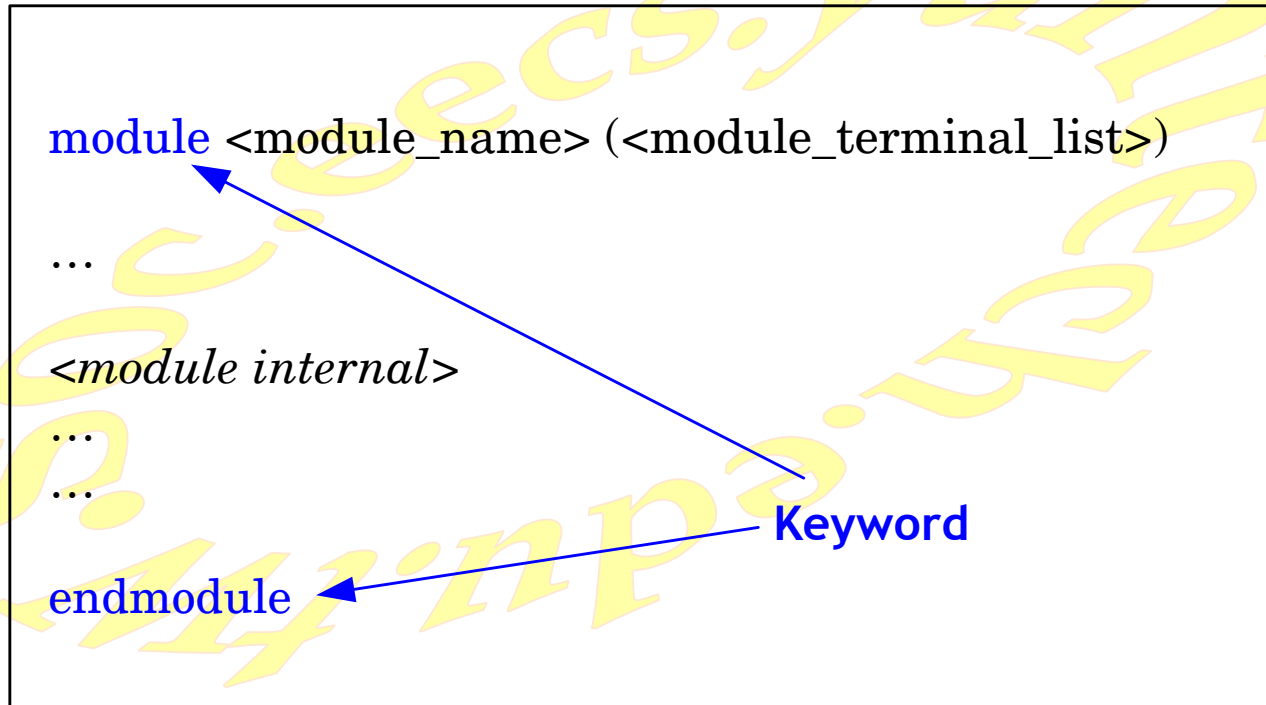 module <module_name> (<module_terminal_list>)
…
<module internal>
…
…
Keyword
endmodule